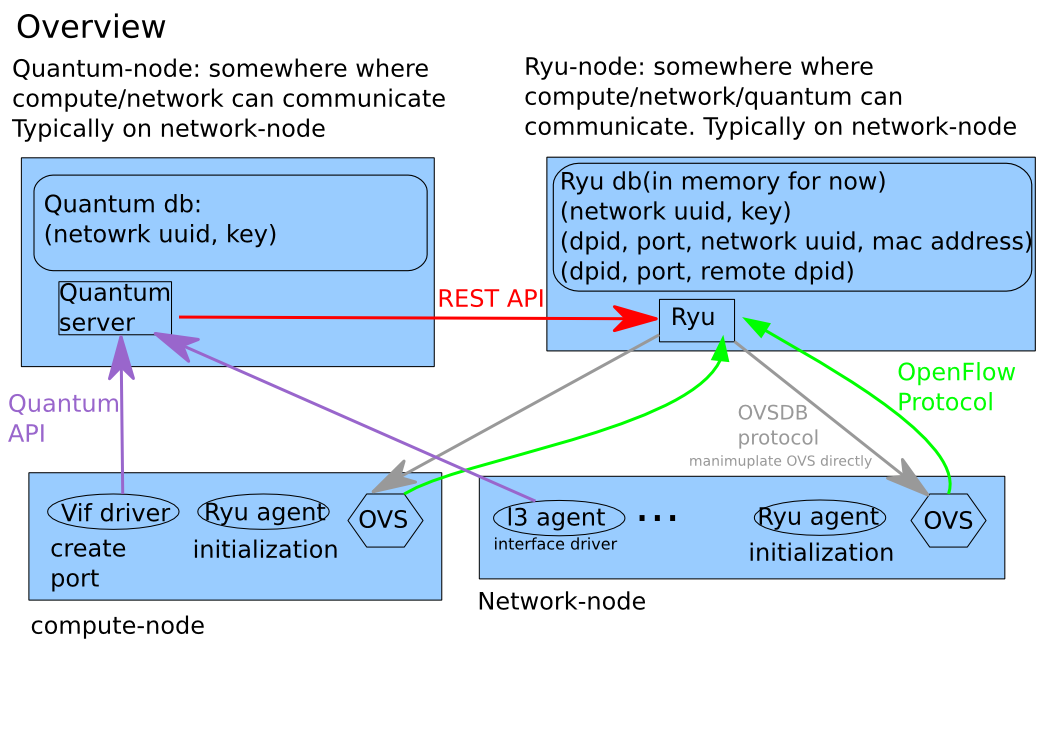 Overview
Quantum-node: somewhere where
compute/network can communicate
Typically on network-node
Ryu-node: somewhere where
compute/network/quantum can
communicate. Typically on network-node
Quantum db:
(netowrk uuid, key)
Quantum
server
Ryu db(in memory for now)
(network uuid, key)
(dpid, port, network uuid, mac address)
(dpid, port, remote dpid)
REST API
Ryu
Quantum
API
OpenFlow
Protocol
OVSDB
protocol
manimuplate OVS directly
Vif driver
create
port
Ryu agent
initialization
OVS
compute-node
l3 agent
interface driver
...
Ryu agent
initialization
OVS
Network-node